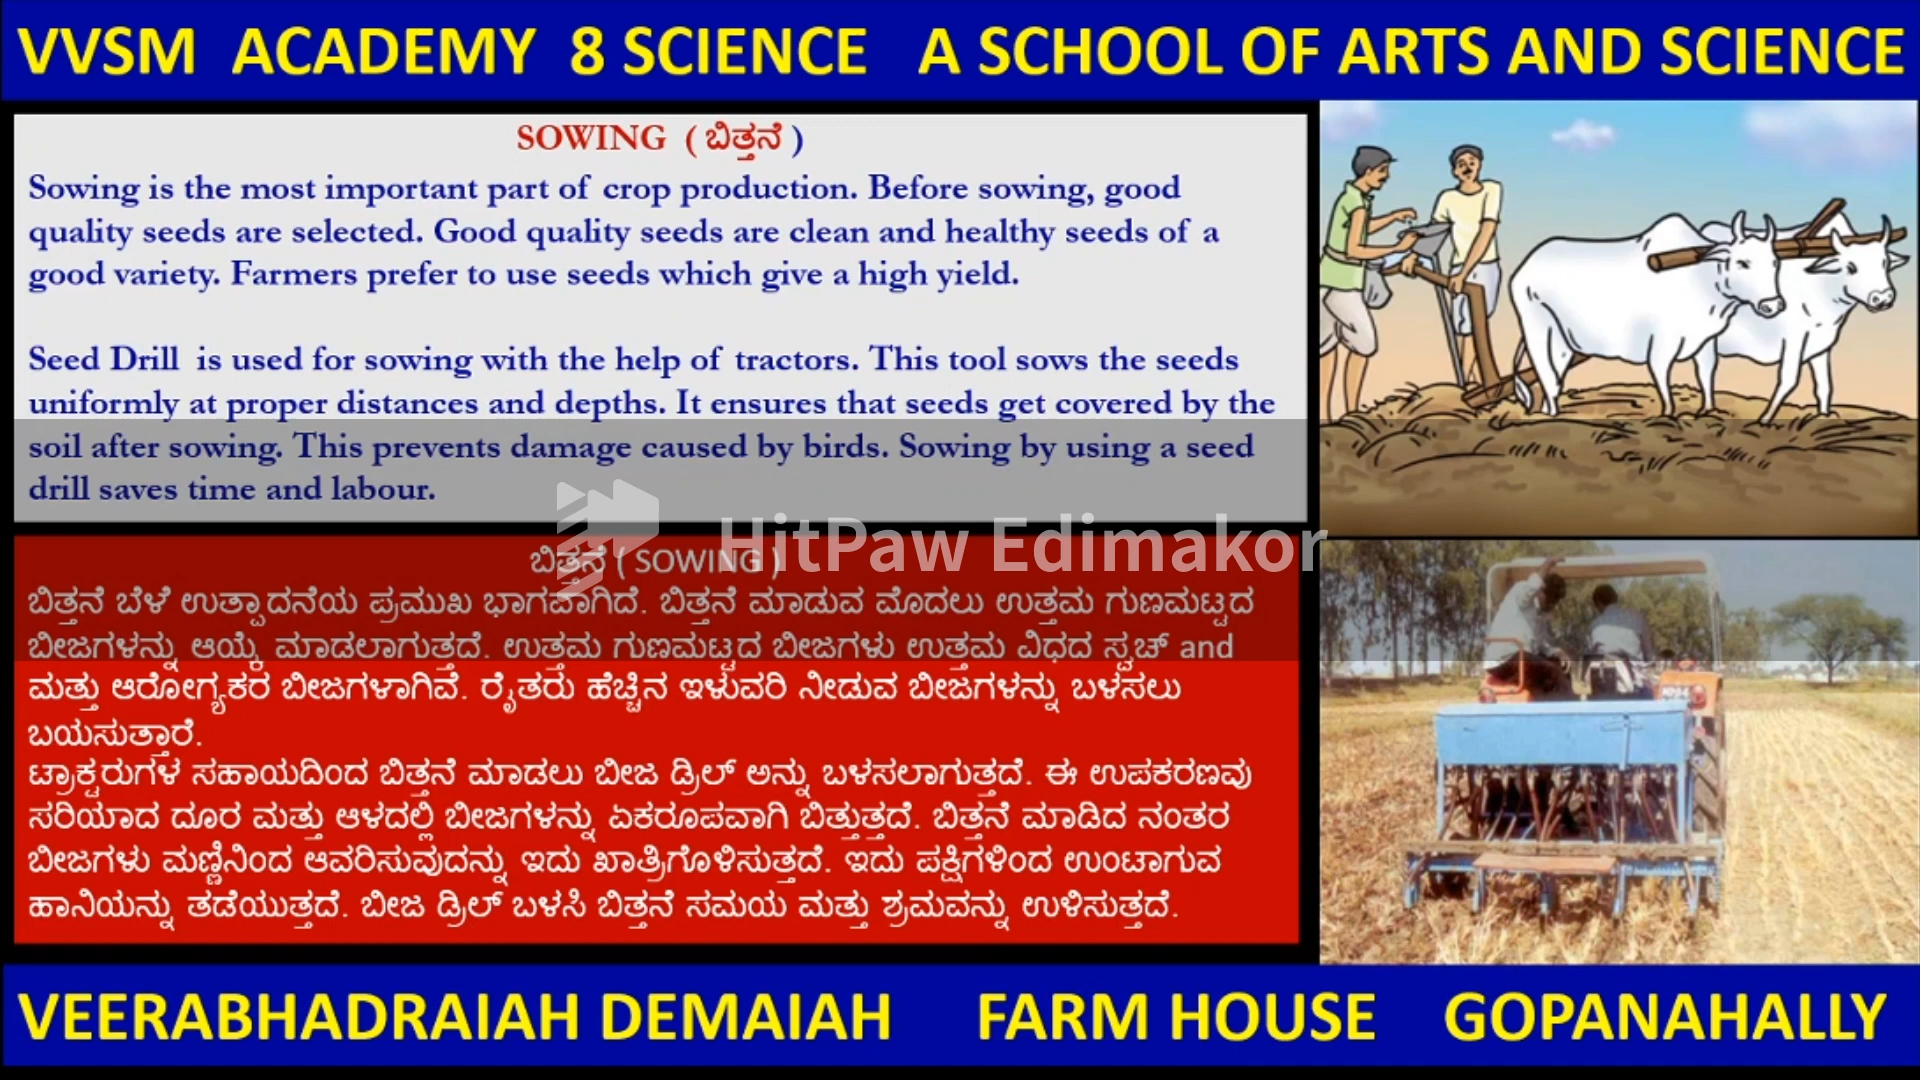 VVSM ACADEMY 8 SCIENCE A SCHOOL OF ARTS AND SCIENCE
SOWING ( ಬಿತ್ತನೆ )
Sowing is the most important part of crop production. Before sowing, good
quality seeds are selected. Good quality seeds are clean and healthy seeds of a
good variety. Farmers prefer to use seeds which give a high yield.
Seed Drill is used for sowing with the help of tractors. This tool sows the seeds
uniformly at proper distances and depths. It ensures that seeds get covered by the
soil after sowing. This prevents damage caused by birds. Sowing by using a seed
drill saves time and labour.
HitPaw Edimakor
ಬಿತ್ತನೆ ( SOWING )
ಬಿತ್ತನೆ ಬೆಳೆ ಉತ್ಪಾದನೆಯ ಪ್ರಮುಖ ಭಾಗವಾಗಿದೆ. ಬಿತ್ತನೆ ಮಾಡುವ ಮೊದಲು ಉತ್ತಮ ಗುಣಮಟ್ಟದ
ಬೀಜಗಳನ್ನು ಆಯ್ಕೆ ಮಾಡಲಾಗುತ್ತದೆ. ಉತ್ತಮ ಗುಣಮಟ್ಟದ ಬೀಜಗಳು ಉತ್ತಮ ವಿಧದ ಸ್ವಚ್ and
ಮತ್ತು ಆರೋಗ್ಯಕರ ಬೀಜಗಳಾಗಿವೆ. ರೈತರು ಹೆಚ್ಚಿನ ಇಳುವರಿ ನೀಡುವ ಬೀಜಗಳನ್ನು ಬಳಸಲು
ಬಯಸುತ್ತಾರೆ.
ಟ್ರಾಕ್ಟರುಗಳ ಸಹಾಯದಿಂದ ಬಿತ್ತನೆ ಮಾಡಲು ಬೀಜ ಡ್ರಿಲ್ ಅನ್ನು ಬಳಸಲಾಗುತ್ತದೆ. ಈ ಉಪಕರಣವು
ಸರಿಯಾದ ದೂರ ಮತ್ತು ಆಳದಲ್ಲಿ ಬೀಜಗಳನ್ನು ಏಕರೂಪವಾಗಿ ಬಿತ್ತುತ್ತದೆ. ಬಿತ್ತನೆ ಮಾಡಿದ ನಂತರ
ಬೀಜಗಳು ಮಣ್ಣಿನಿಂದ ಆವರಿಸುವುದನ್ನು ಇದು ಖಾತ್ರಿಗೊಳಿಸುತ್ತದೆ. ಇದು ಪಕ್ಷಿಗಳಿಂದ ಉಂಟಾಗುವ
ಹಾನಿಯನ್ನು ತಡೆಯುತ್ತದೆ. ಬೀಜ ಡ್ರಿಲ್ ಬಳಸಿ ಬಿತ್ತನೆ ಸಮಯ ಮತ್ತು ಶ್ರಮವನ್ನು ಉಳಿಸುತ್ತದೆ.
VEERABHADRAIAH DEMAIAH FARM HOUSE GOPANAHALLY